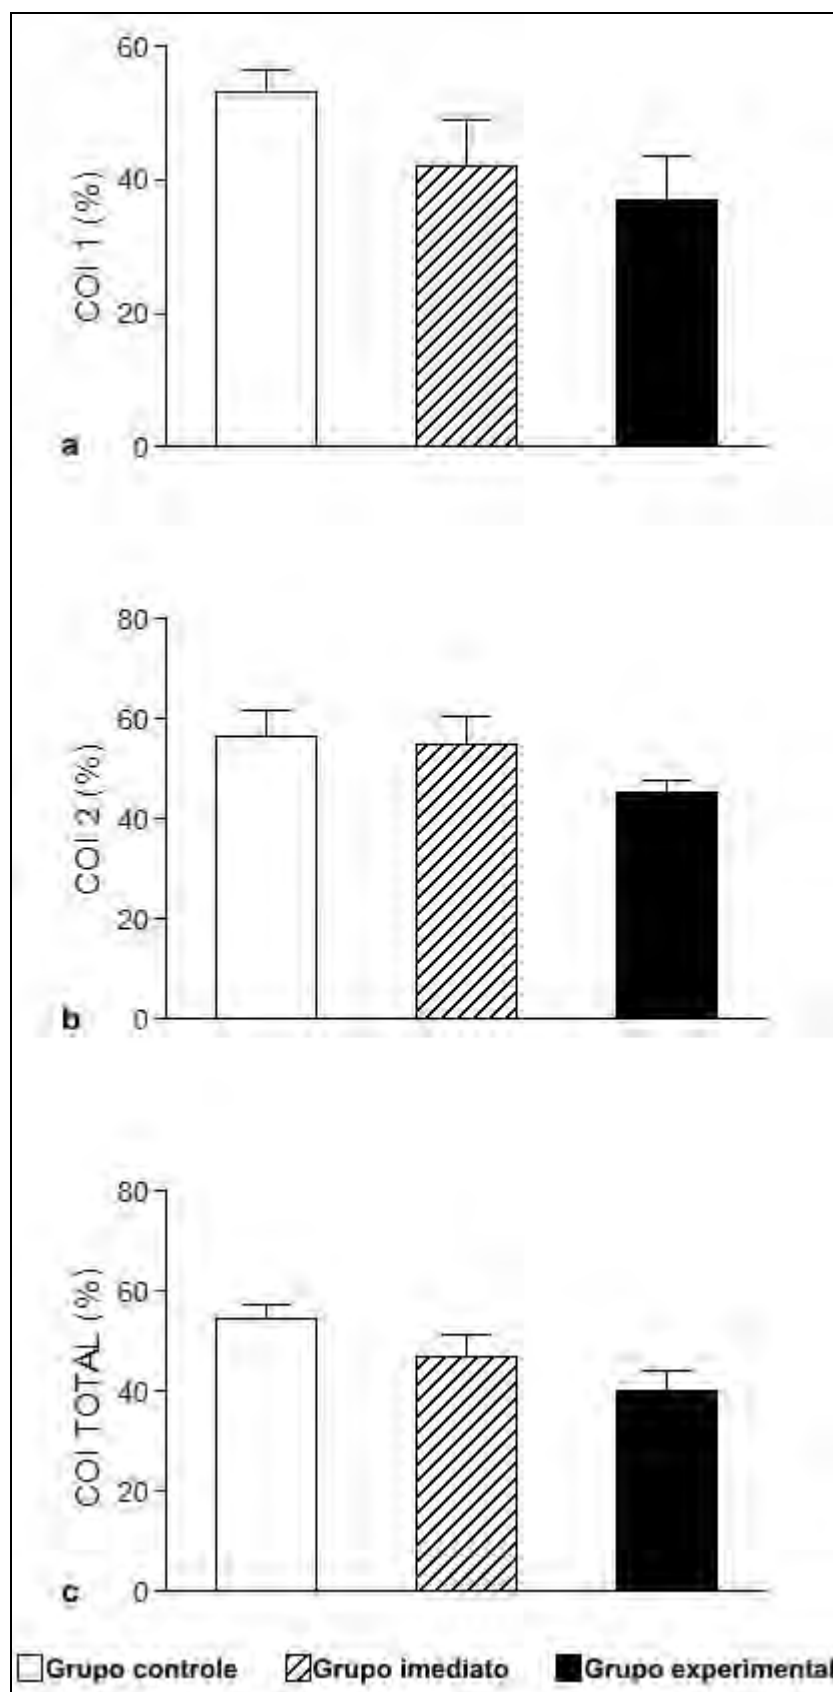 60
40
20
0
COI 1 (%)
a
80
60
40
20
0
COI 2 (%)
b
80
60
40
20
0
COI TOTAL (%)
c
Grupo controle Grupo imediato Grupo experimental